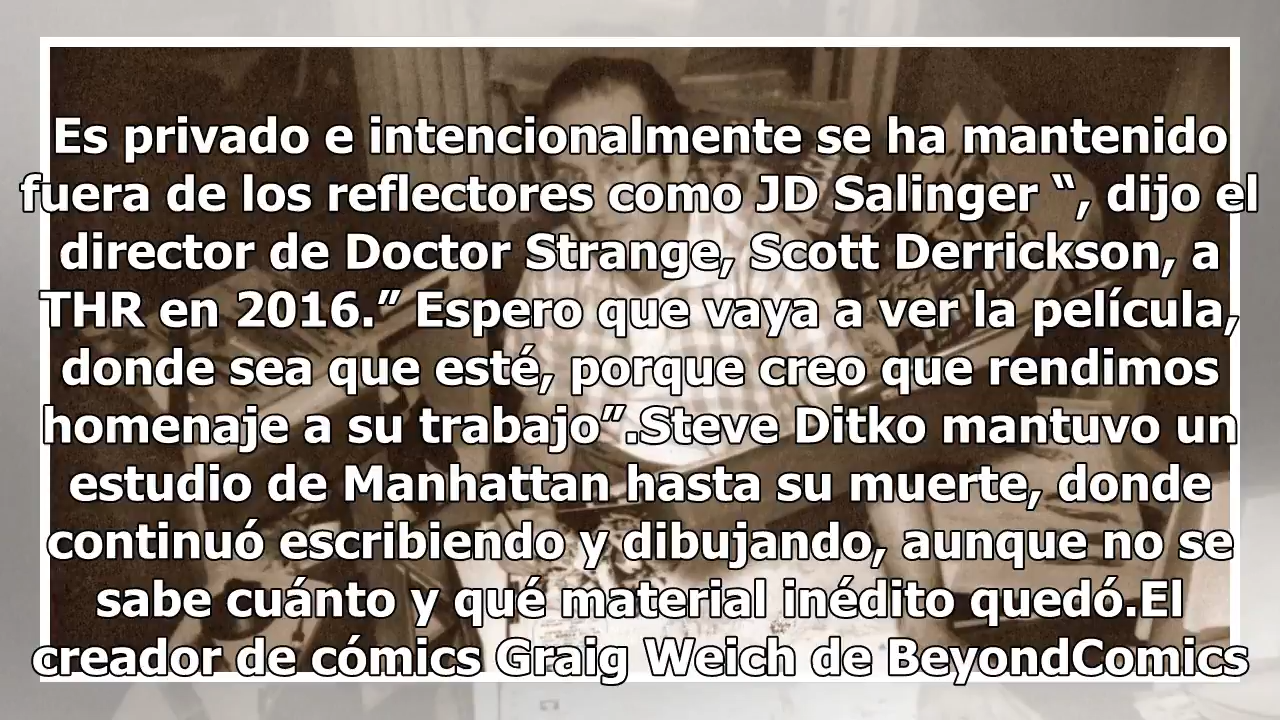 Es privado e intencionalmente se ha mantenido
fuera de los reflectores como JD Salinger “, dijo el
director de Doctor Strange, Scott Derrickson, a
THR en 2016.” Espero que vaya a ver la película,
donde sea que esté, porque creo que rendimos
homenaje a su trabajo”.Steve Ditko mantuvo un
estudio de Manhattan hasta su muerte, donde
continuó escribiendo y dibujando, aunque no se
sabe cuánto y qué material inédito quedó.El
creador de cómics Graig Weich de BeyondComics